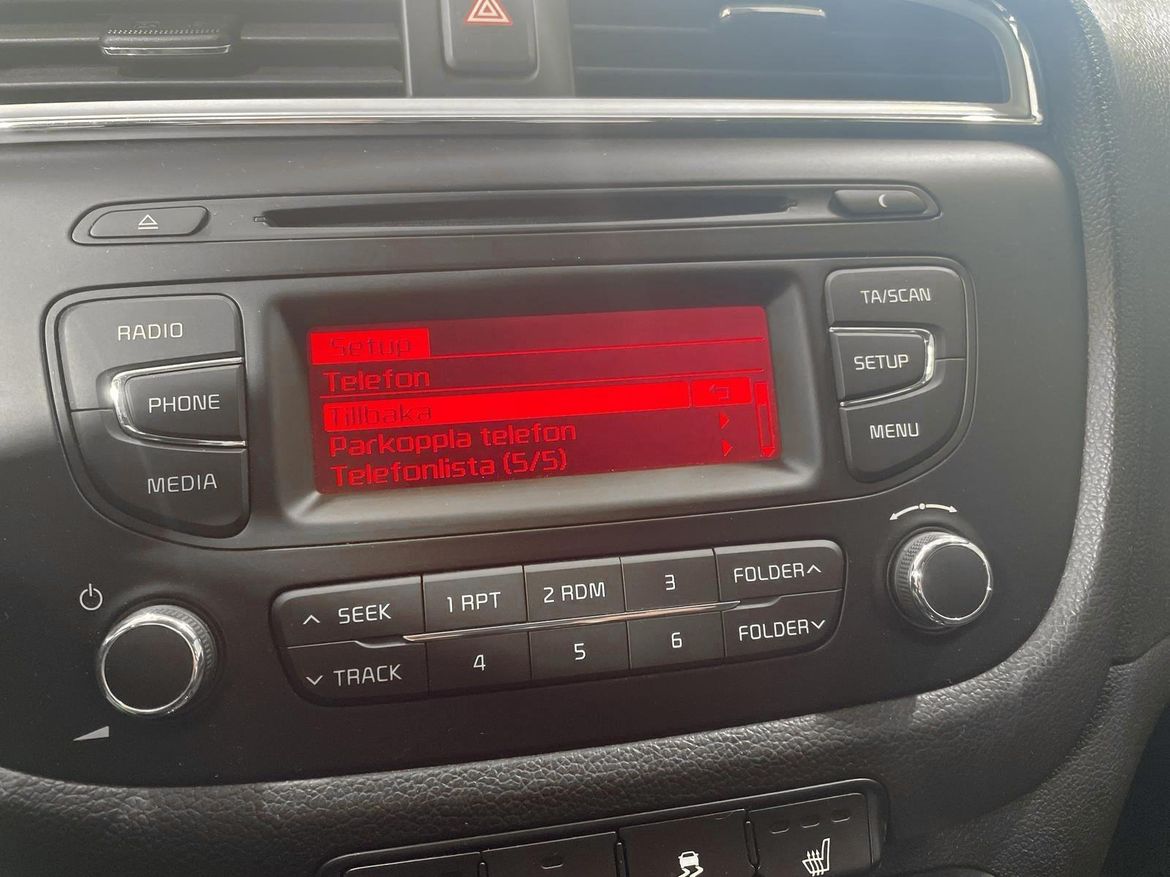 RADIO
PHONE
MEDIA
Setup
Telefon
Tillbaka
Parkoppla telefon
Telefonlista (5/5)
TA/SCAN
SETUP
MENU
SEEK
1 RPT
2 RDM
3
FOLDER
TRACK
4
5
6
FOLDER